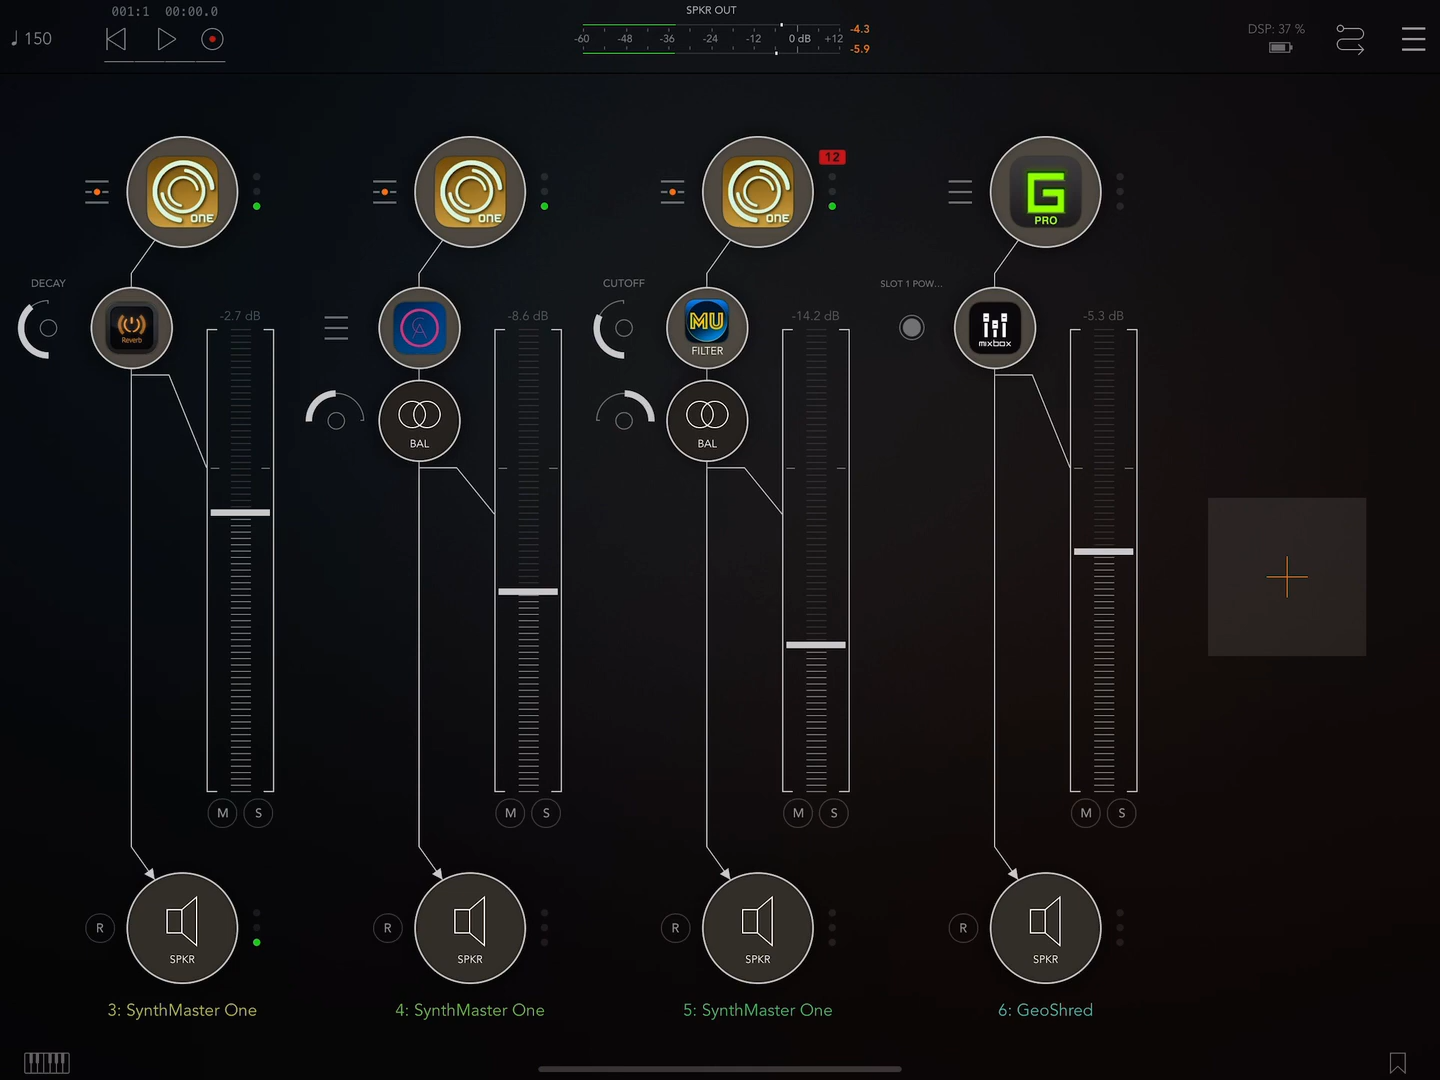 SPKR OUT
001:1 00:00.0
150
-60 -48 -36 -24 -12 0 dB +12
-4.3
-5.9
DSP: 37 %
ONE
ONE
ONE
12
G
PRO
DECAY
Reverb
-2.7 dB
CA
-8.6 dB
CUTOFF
MU
FILTER
-14.2 dB
SLOT 1 POW...
mixbox
-5.3 dB
BAL
BAL
M S
M S
M S
M S
R
SPKR
R
SPKR
R
SPKR
R
SPKR
3: SynthMaster One
4: SynthMaster One
5: SynthMaster One
6: GeoShred